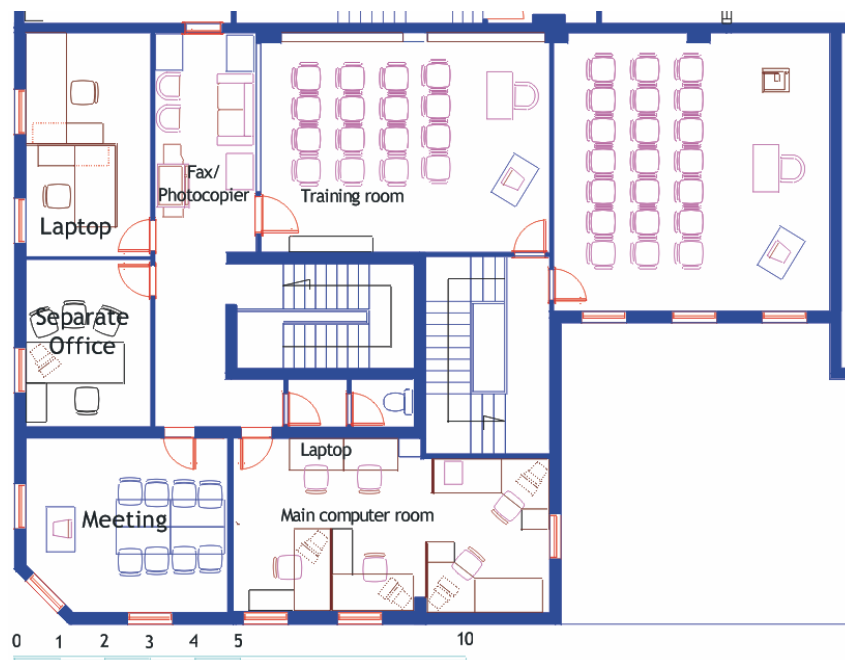 Fax/
Photocopier
Training room
Laptop
Separate
Office
Laptop
Meeting
Main computer room
0 1 2 3 4 5 10